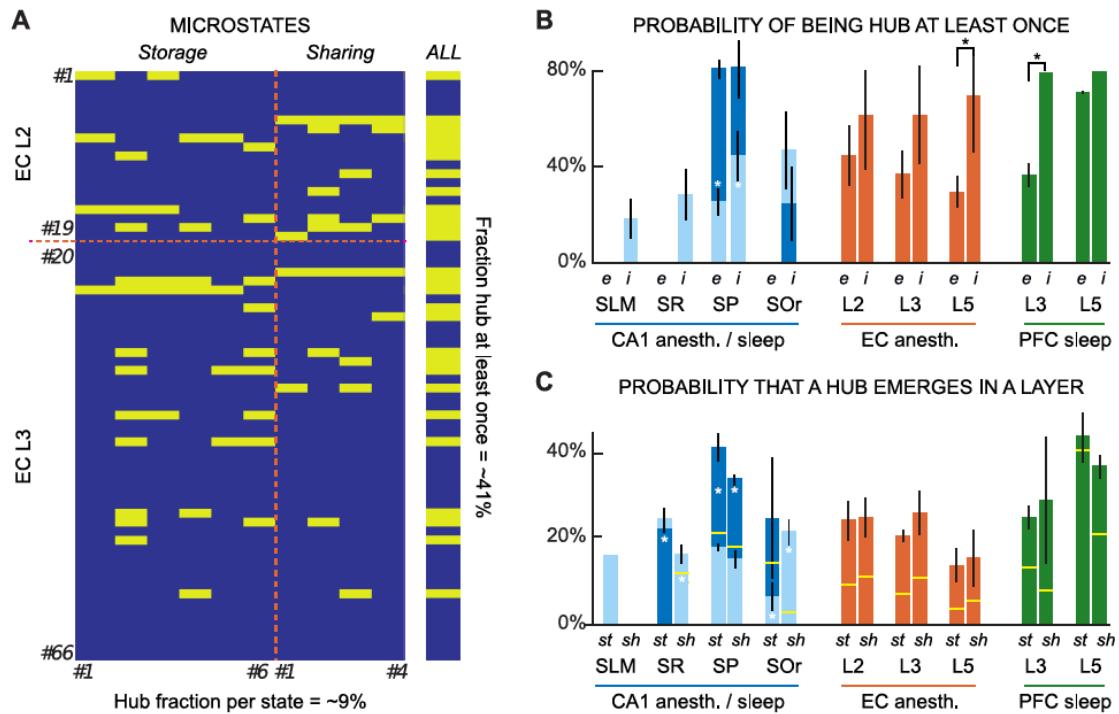 A
MICROSTATES
Storage
Sharing
ALL
#1
EC L2
#19
#20
EC L3
#66
#1
#6
#1
#4
Hub fraction per state = ~9%
Fraction hub at least once = ~41%
B
PROBABILITY OF BEING HUB AT LEAST ONCE
80%
40%
0%
* *
* *
e i e i e i e i e i e i e i e i e i
SLM SR SP SOr L2 L3 L5 L3 L5
CA1 anesth. / sleep EC anesth. PFC sleep
C
PROBABILITY THAT A HUB EMERGES IN A LAYER
40%
20%
0%
* * * * * *
st sh st sh st sh st sh st sh st sh st sh st sh st sh
SLM SR SP SOr L2 L3 L5 L3 L5
CA1 anesth. / sleep EC anesth. PFC sleep